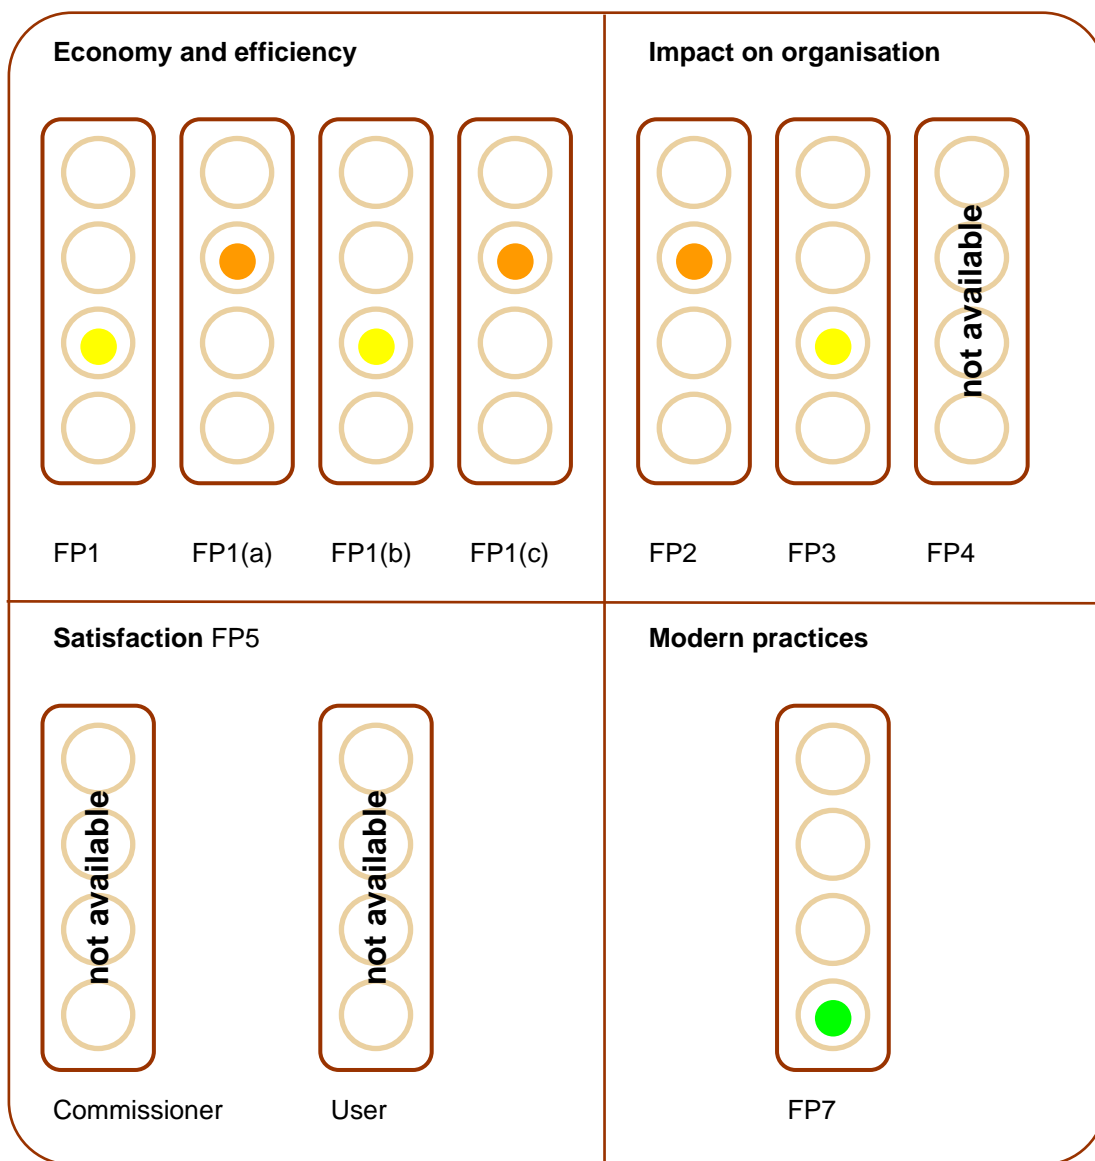 Economy and efficiency
FP1
FP1(a)
FP1(b)
FP1(c)
Impact on organisation
not available
FP2
FP3
FP4
Satisfaction FP5
not available
not available
Commissioner
User
Modern practices
FP7